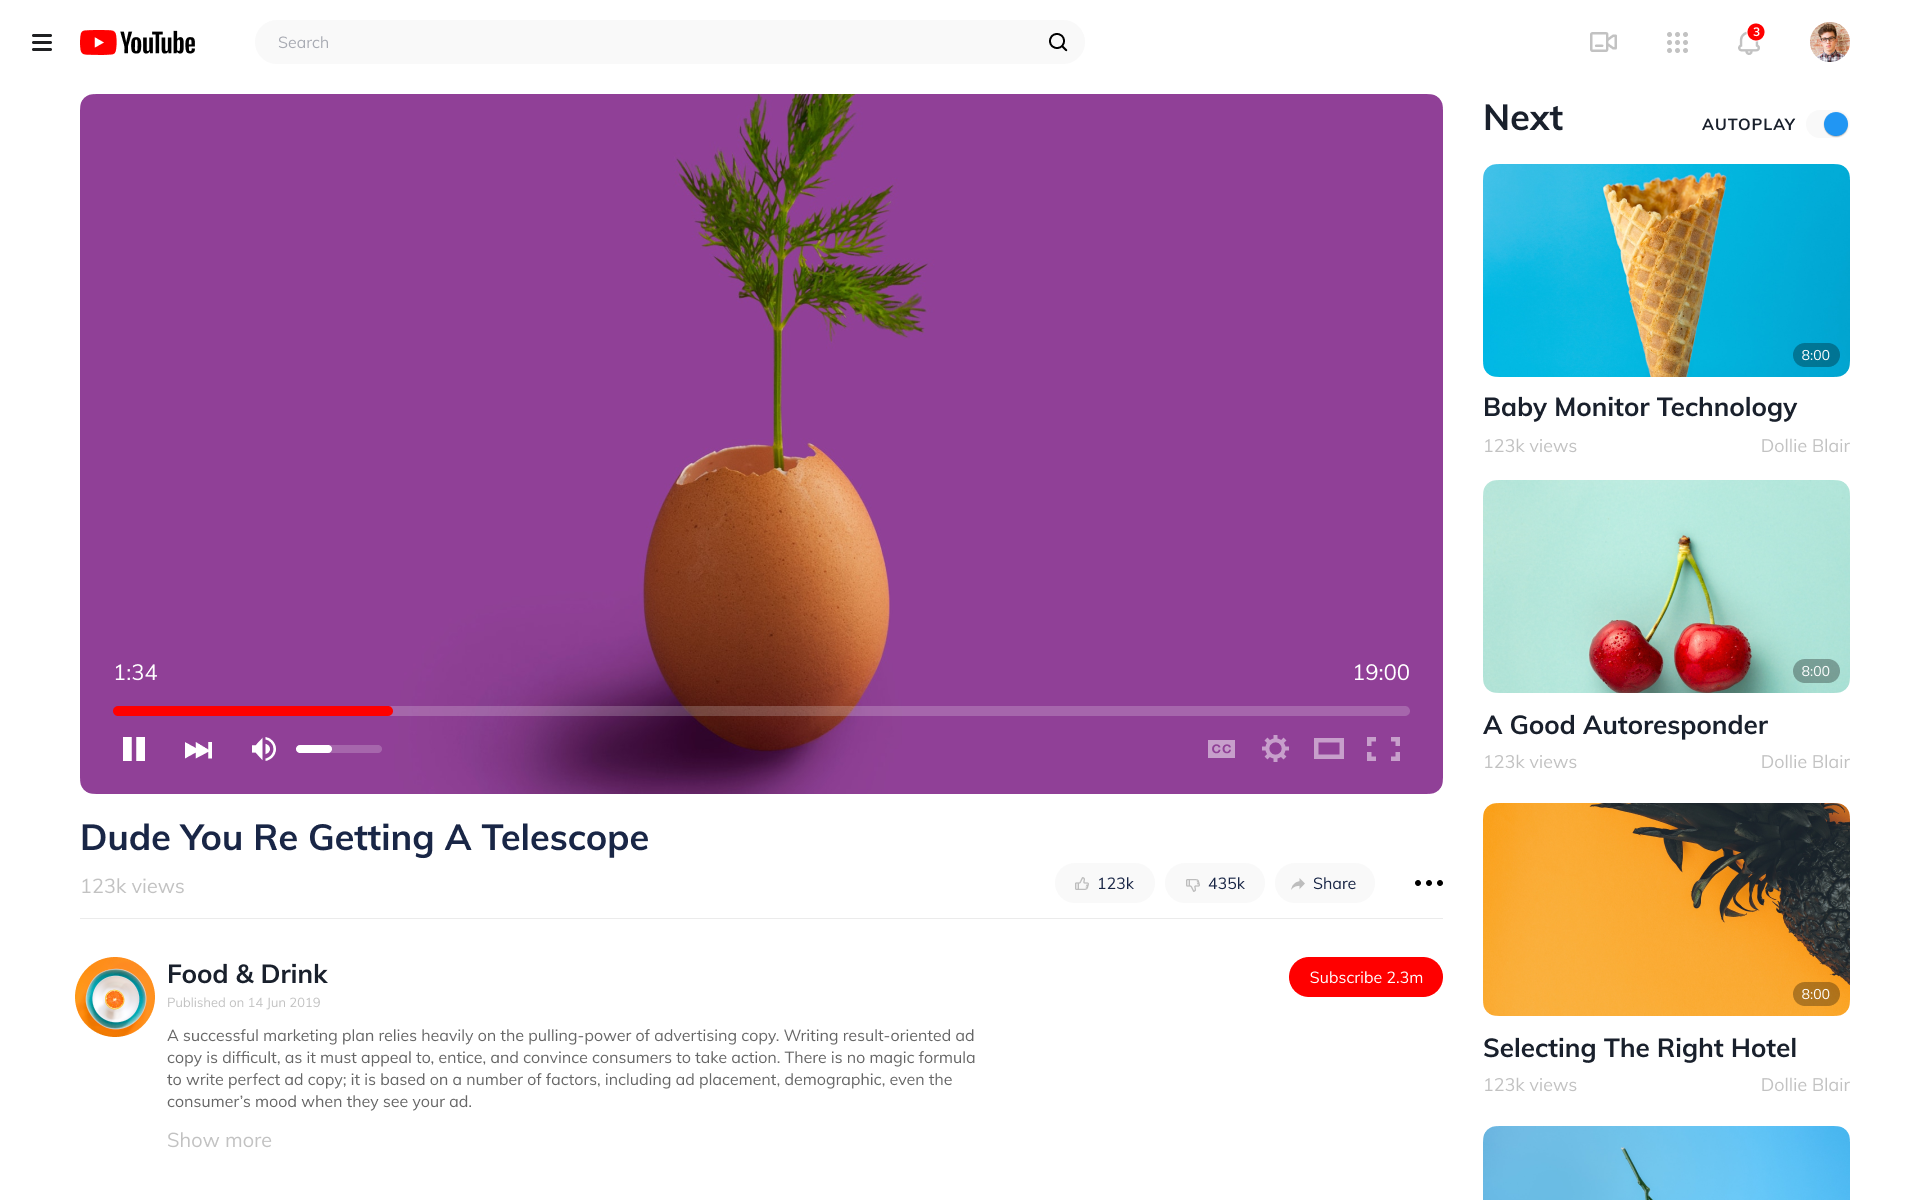 YouTube
Search
3
Next
AUTOPLAY
8:00
Baby Monitor Technology
123k views
Dollie Blair
8:00
A Good Autoresponder
123k views
Dollie Blair
8:00
Selecting The Right Hotel
123k views
Dollie Blair
1:34
19:00
CC
Dude You Re Getting A Telescope
123k views
123k
435k
Share
Food & Drink
Published on 14 Jun 2019
Subscribe 2.3m
A successful marketing plan relies heavily on the pulling-power of advertising copy. Writing result-oriented ad
copy is difficult, as it must appeal to, entice, and convince consumers to take action. There is no magic formula
to write perfect ad copy; it is based on a number of factors, including ad placement, demographic, even the
consumer’s mood when they see your ad.
Show more